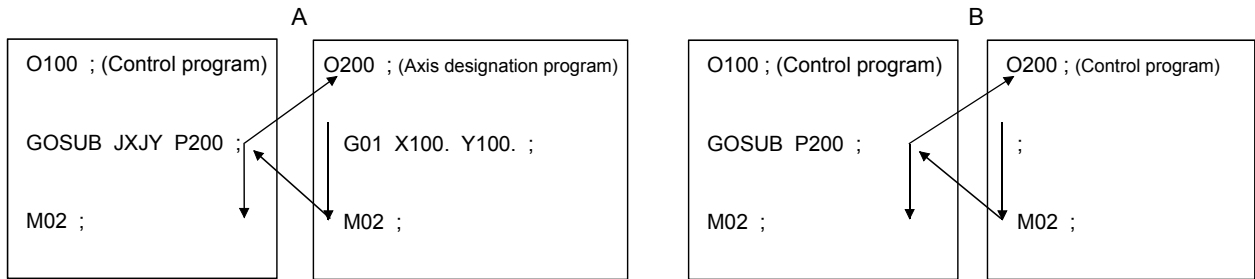 A
O100 ; (Control program)
GOSUB JXJY P200 ;
M02 ;
O200 ; (Axis designation program)
G01 X100. Y100. ;
M02 ;
B
O100 ; (Control program)
GOSUB P200 ;
M02 ;
O200 ; (Control program)
;
M02 ;